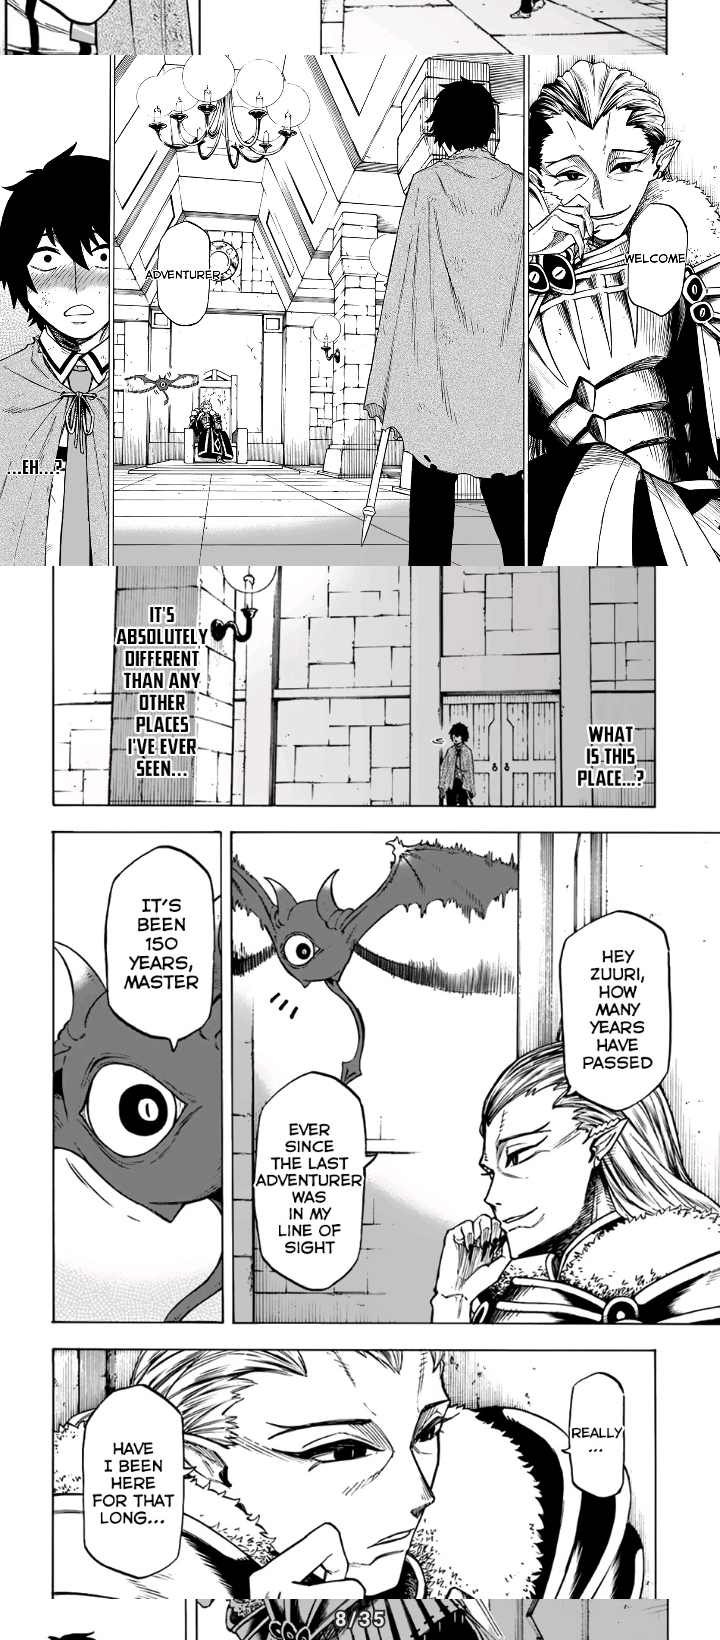 WELCOME
ADVENTURER
...EH...?
WHAT
IS THIS
PLACE...?
IT'S
ABSOLUTELY
DIFFERENT
THAN ANY
OTHER
PLACES
I'VE EVER
SEEN...
HEY
ZUURI,
HOW
MANY
YEARS
HAVE
PASSED
EVER
SINCE
THE LAST
ADVENTURER
WAS
IN MY
LINE OF
SIGHT
IT'S
BEEN
150
YEARS,
MASTER
REALLY
...
HAVE
I BEEN
HERE
FOR THAT
LONG...
8/35